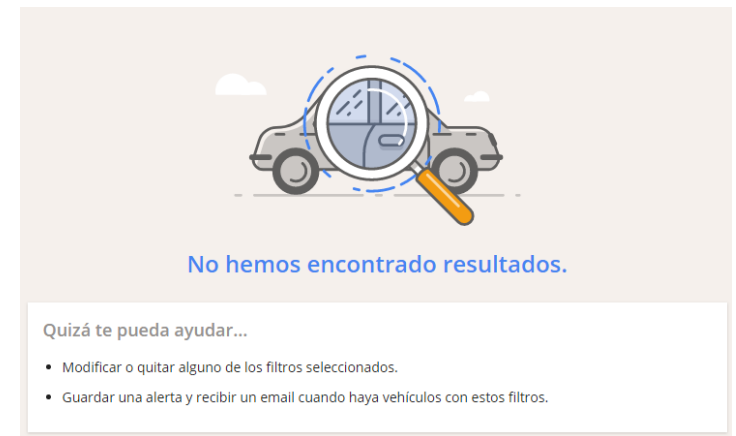 No hemos encontrado resultados.
Quizá te pueda ayudar...
Modificar o quitar alguno de los filtros seleccionados.
Guardar una alerta y recibir un email cuando haya vehículos con estos filtros.